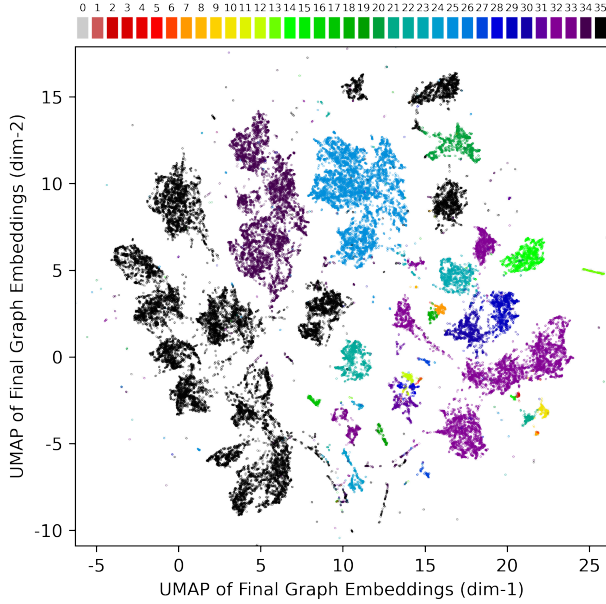 0 1 2 3 4 5 6 7 8 9 10 11 12 13 14 15 16 17 18 19 20 21 22 23 24 25 26 27 28 29 30 31 32 33 34 35
15
10
5
0
-5
-10
UMAP of Final Graph Embeddings (dim-2)
-5 0 5 10 15 20 25
UMAP of Final Graph Embeddings (dim-1)